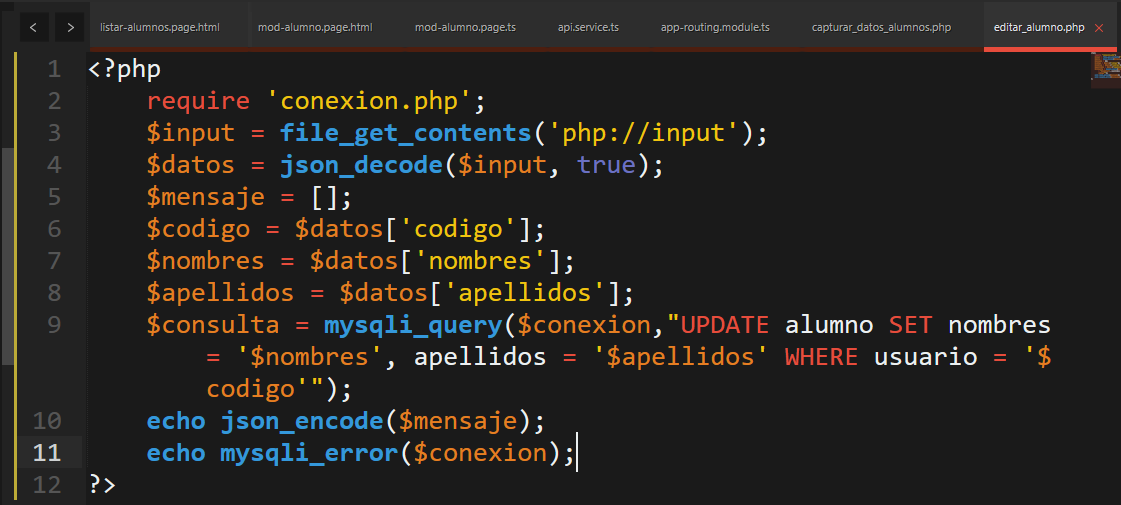 < > listar-alumnos.page.html mod-alumno.page.html mod-alumno.page.ts api.service.ts app-routing.module.ts capturar_datos_alumnos.php editar_alumno.php ×
1 <?php
2 require 'conexion.php';
3 $input = file_get_contents('php://input');
4 $datos = json_decode($input, true);
5 $mensaje = [];
6 $codigo = $datos['codigo'];
7 $nombres = $datos['nombres'];
8 $apellidos = $datos['apellidos'];
9 $consulta = mysqli_query($conexion,"UPDATE alumno SET nombres
= '$nombres', apellidos = '$apellidos' WHERE usuario = '$
codigo'");
10 echo json_encode($mensaje);
11 echo mysqli_error($conexion);
12 ?>